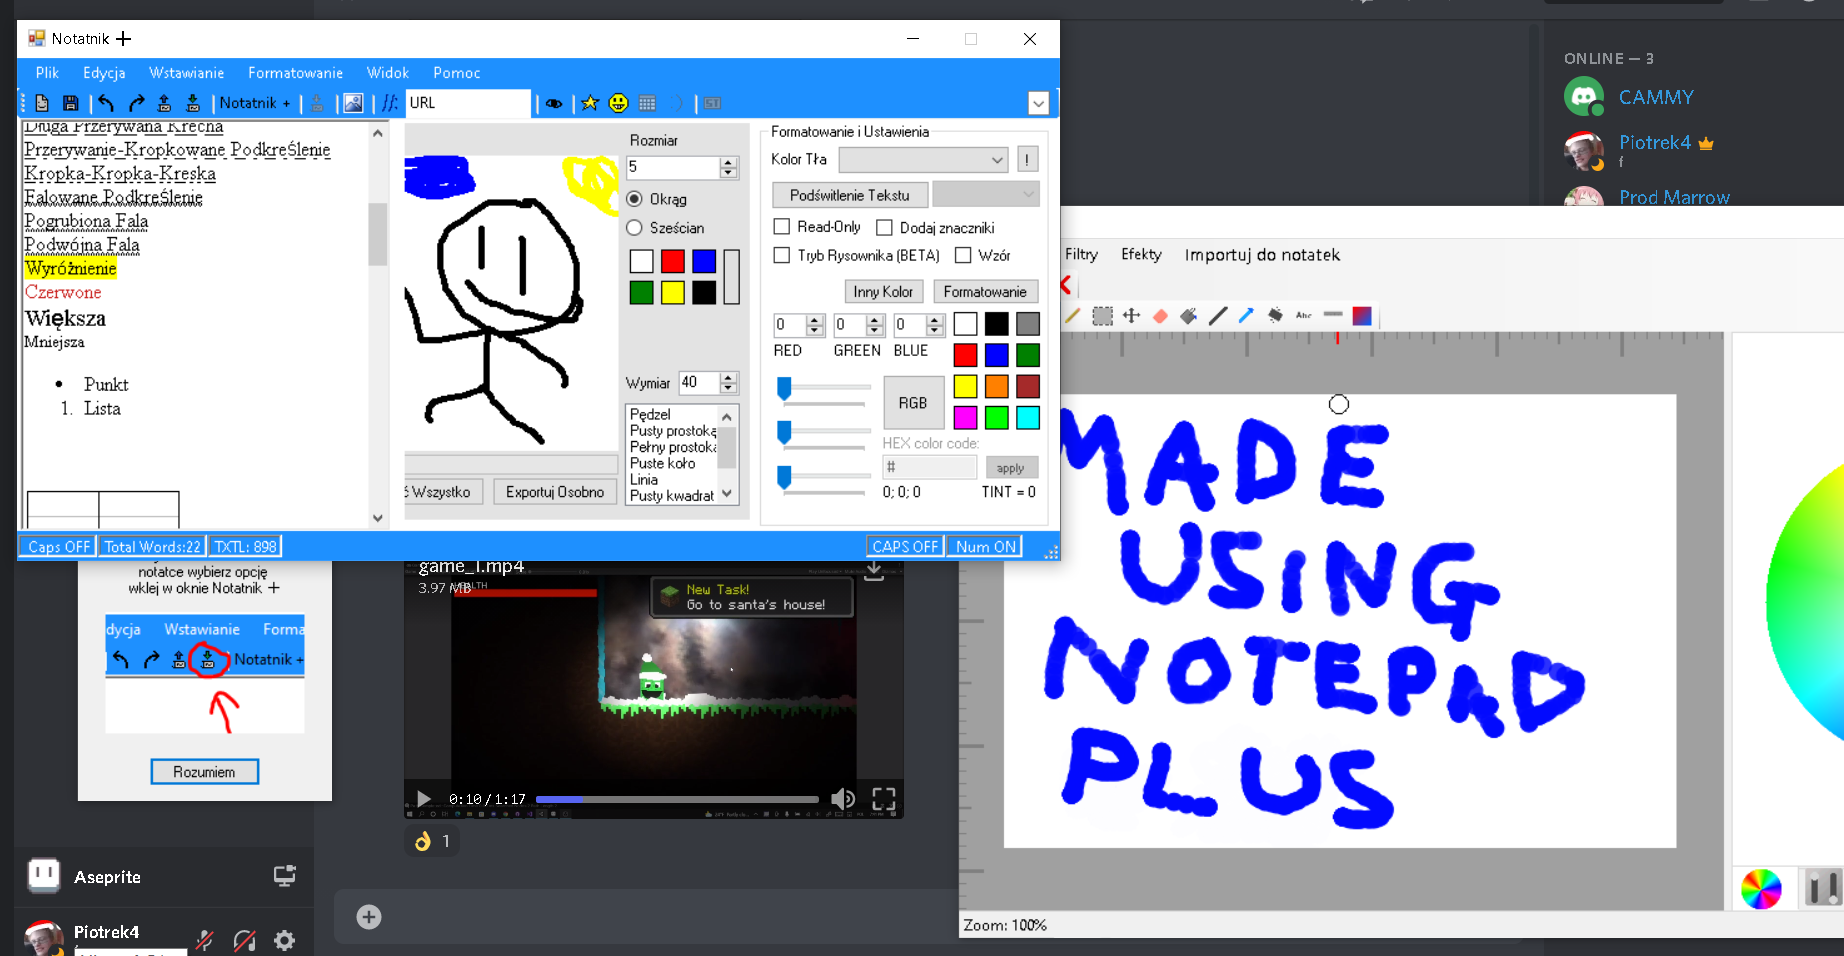 Notatnik +
Plik Edycja Wstawianie Formatowanie Widok Pomoc
Notatnik + URL
Długa Przerywana Krecha
Przerywanie-Kropkowane PodkreŚlenie
Kropka-Kropka-Kreska
Falowane PodkreŚlenie
Pogrubiona Fala
Podwójna Fala
Wyróżnienie
Czerwone
Większa
Mniejsza
• Punkt
1. Lista
Rozmiar
5
Okrąg
Sześcian
Wymiar 40
Pędzel
Pusty prostoką
Pełny prostoka
Puste koło
Linia
Pusty kwadrat
Wszystko Exportuj Osobno
Formatowanie i Ustawienia
Kolor Tła !
Podświtlenie Tekstu
Read-Only Dodaj znaczniki
Tryb Rysownika (BETA) Wzór
Inny Kolor Formatowanie
0 0 0
RED GREEN BLUE
RGB
HEX color code:
# apply
0; 0; 0 TINT = 0
Caps OFF Total Words:22 TXTL: 898 CAPS OFF Num ON
notatce wybierz opcję
wklej w oknie Notatnik +
dycja Wstawianie Forma
Notatnik +
Rozumiem
game_1.mp4
3.97 MB
New Task!
Go to santa's house!
0:10 / 1:17
1
Aseprite
Piotrek4
ONLINE — 3
CAMMY
Piotrek4
f
Prod Marrow
Filtry Efekty Importuj do notatek
Abc
MADE
USING
NOTEPAD
PLUS
Zoom: 100%